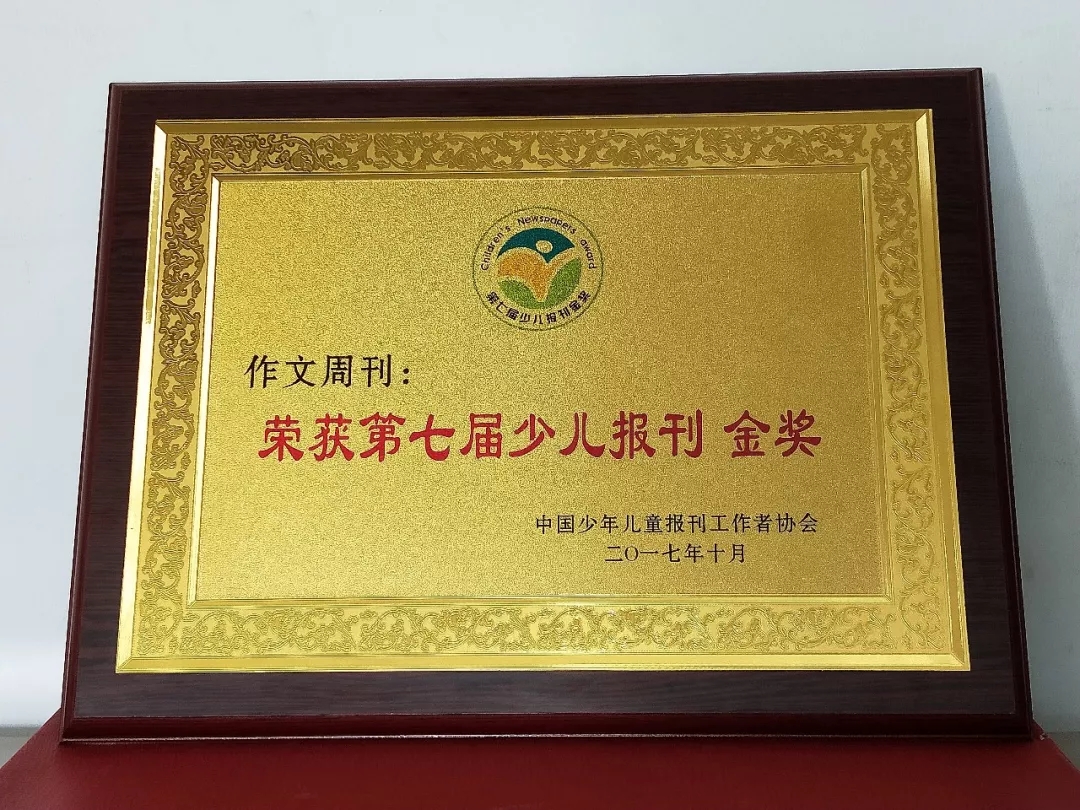 Children's Newspapers award
第七届少儿报刊金奖
作文周刊：
荣获第七届少儿报刊 金奖
中国少年儿童报刊工作者协会
二〇一七年十月